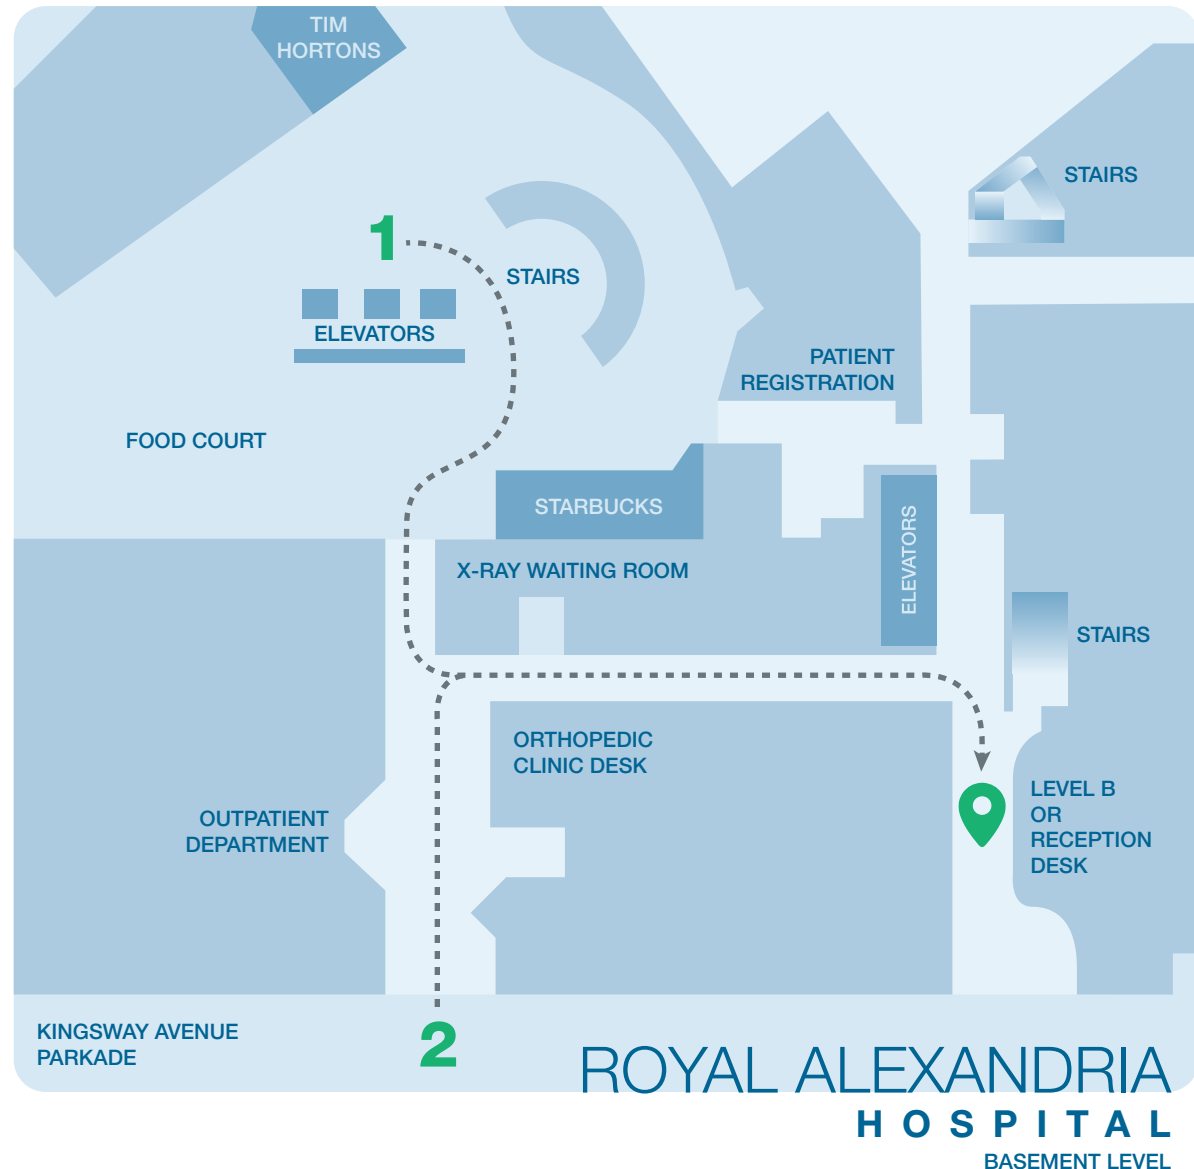 TIM
HORTONS
STAIRS
1
STAIRS
ELEVATORS
PATIENT
REGISTRATION
FOOD COURT
STARBUCKS
ELEVATORS
X-RAY WAITING ROOM
STAIRS
ORTHOPEDIC
CLINIC DESK
LEVEL B
OR
RECEPTION
DESK
OUTPATIENT
DEPARTMENT
KINGSWAY AVENUE
PARKADE
2
ROYAL ALEXANDRIA
HOSPITAL
BASEMENT LEVEL